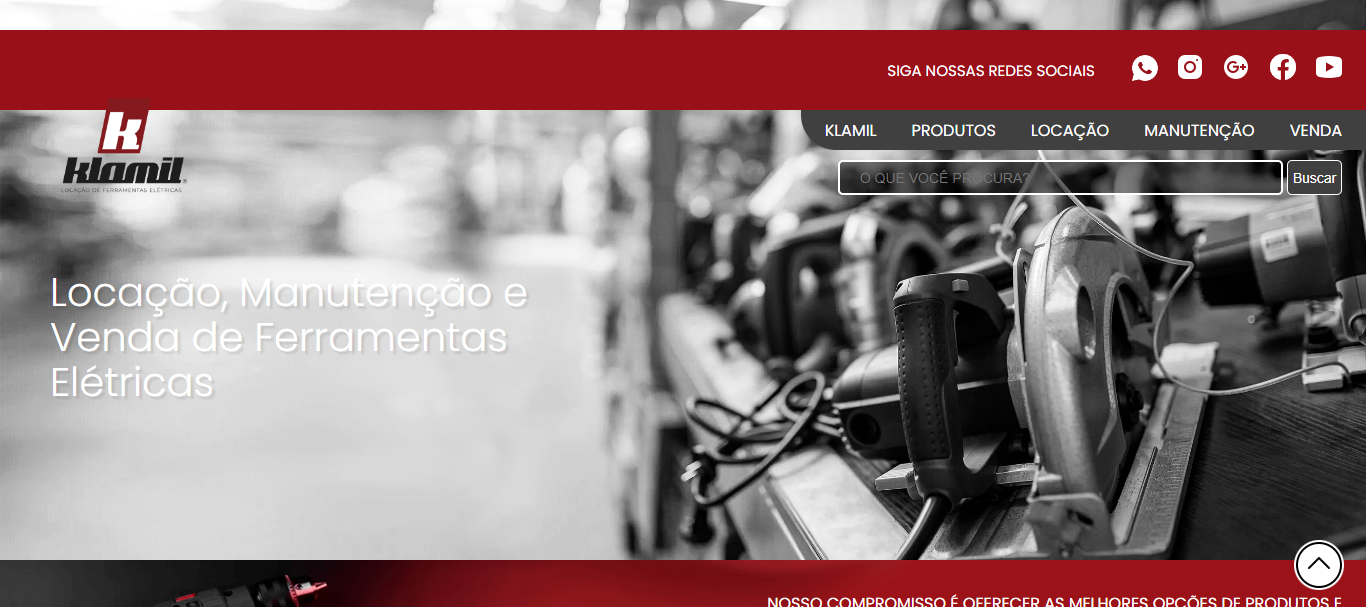 SIGA NOSSAS REDES SOCIAIS
G+
k
klamil®
LOCAÇÃO DE FERRAMENTAS ELÉTRICAS
KLAMIL PRODUTOS LOCAÇÃO MANUTENÇÃO VENDA
O QUE VOCÊ PROCURA?
Buscar
Locação, Manutenção e
Venda de Ferramentas
Elétricas
NOSSO COMPROMISSO É OFERECER AS MELHORES OPÇÕES DE PRODUTOS E